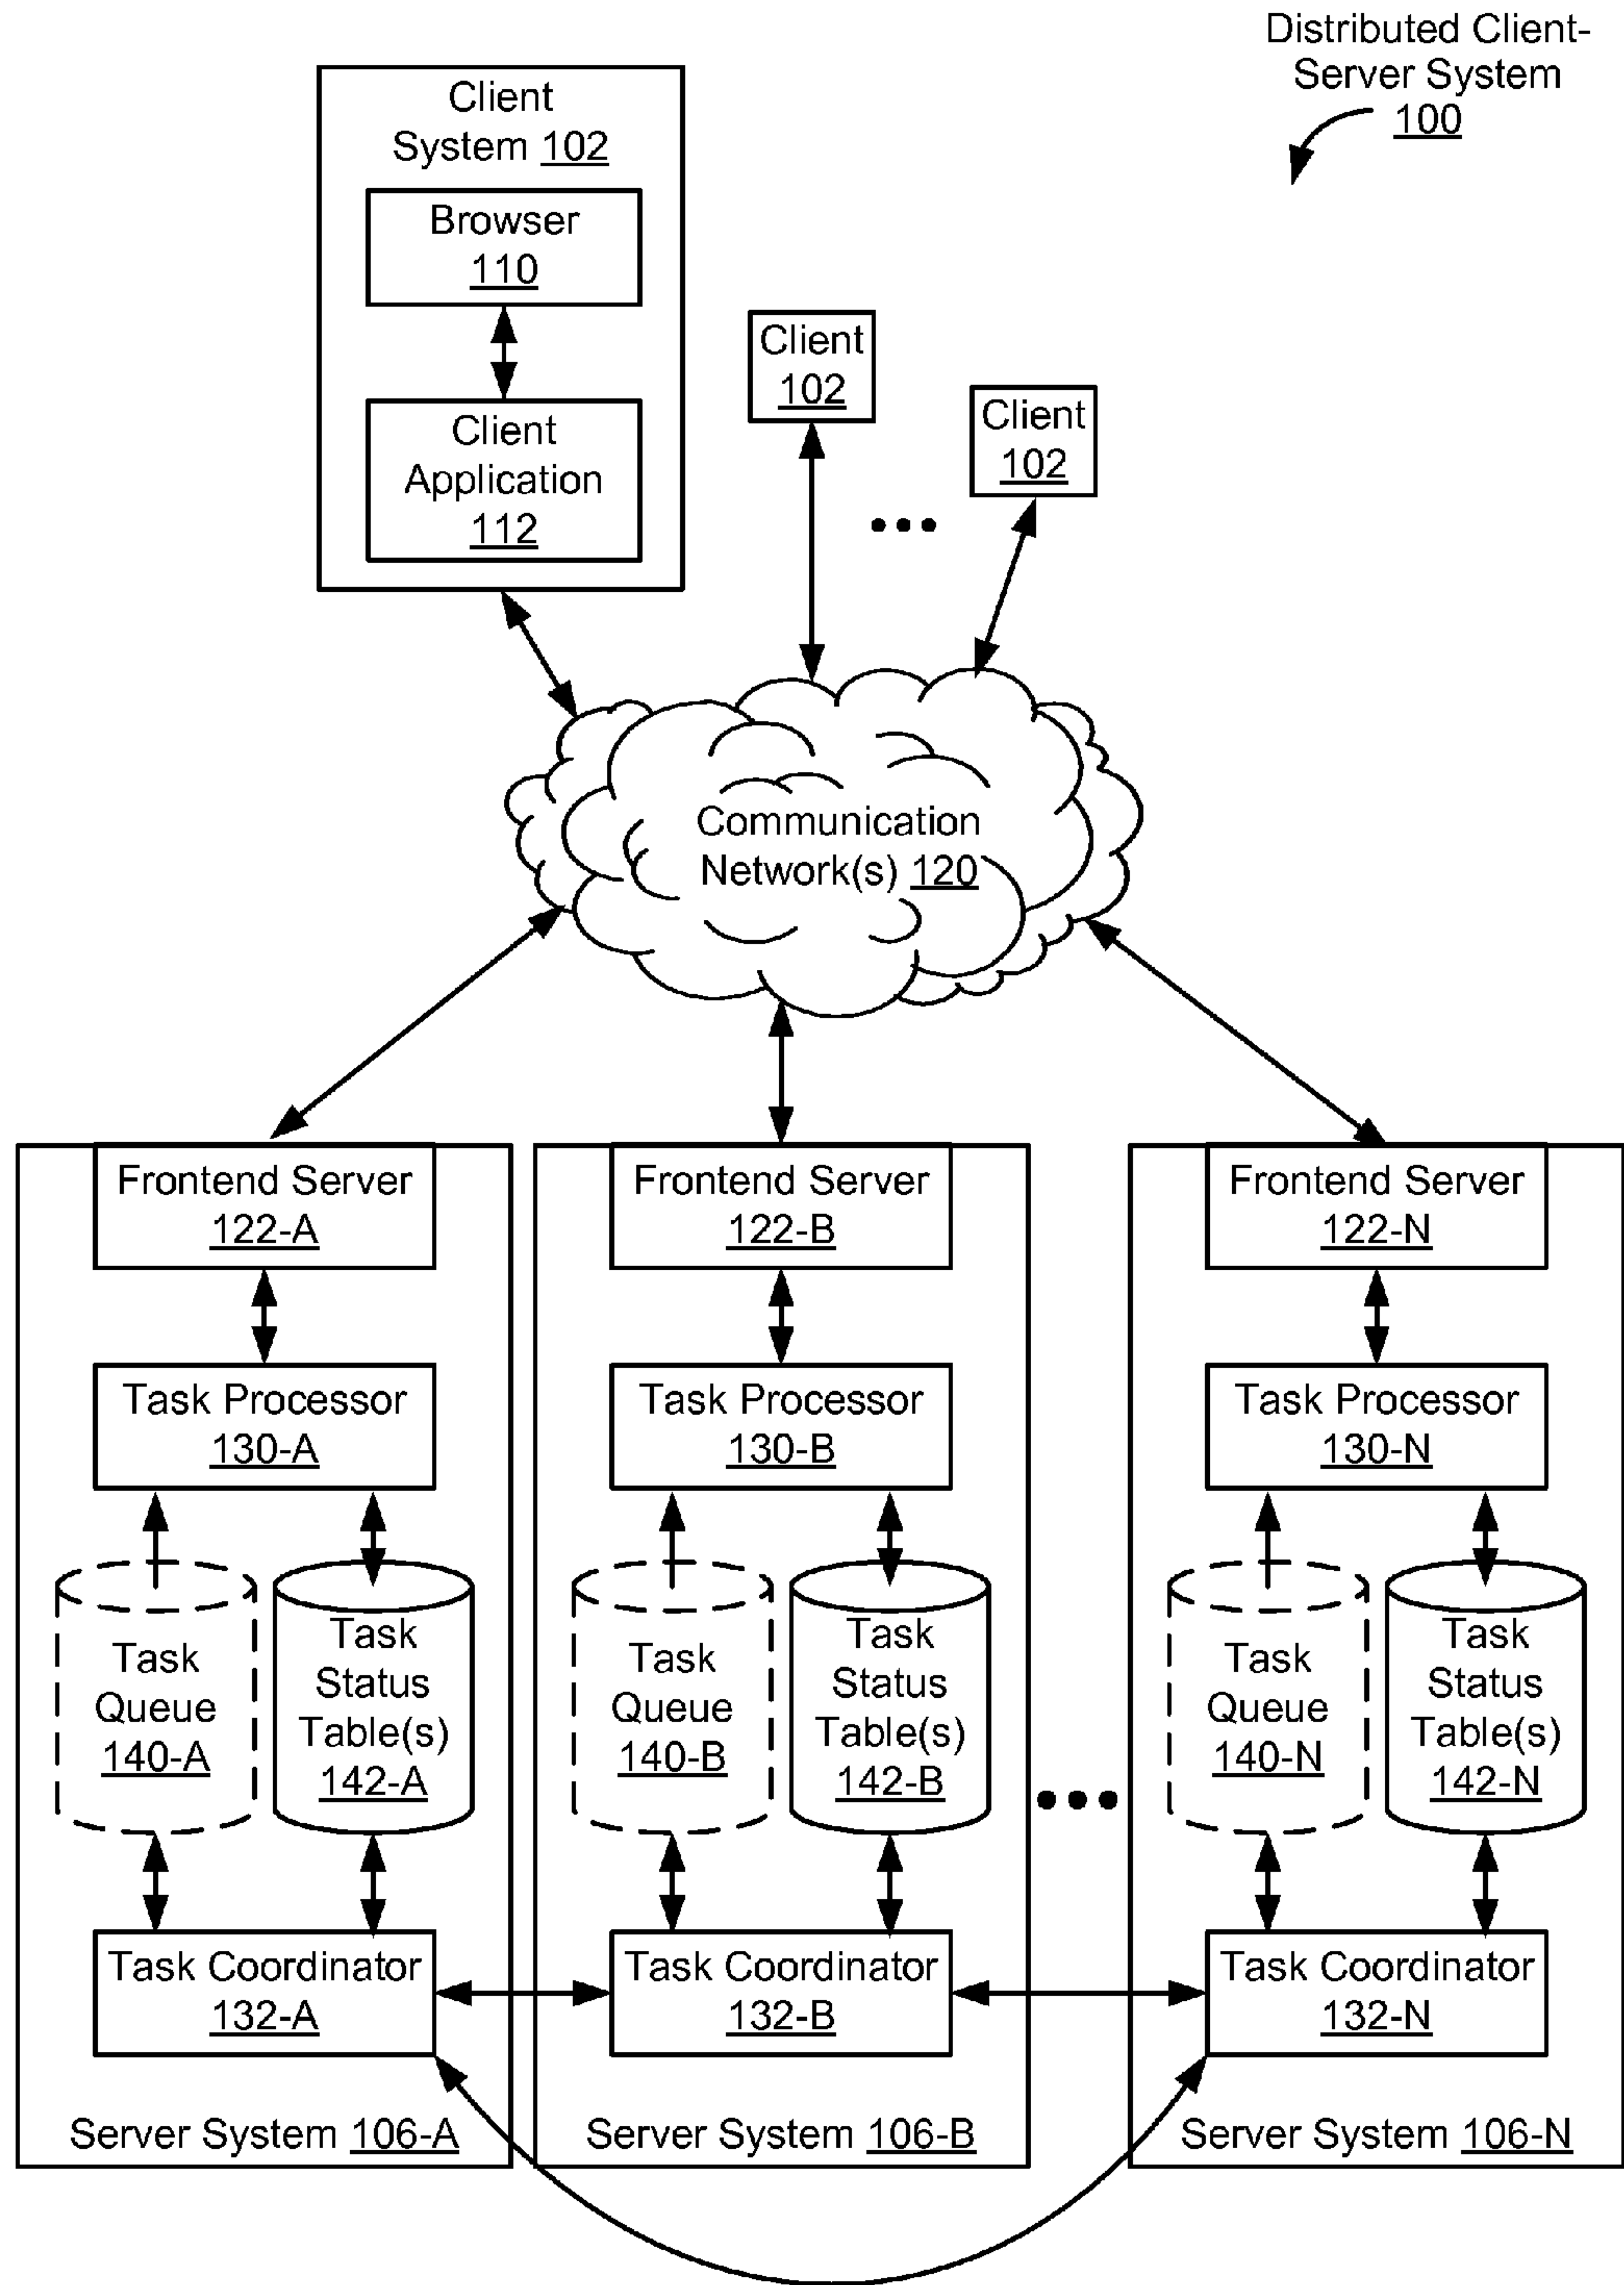 Distributed Client-
Server System
100
Client
System 102
Browser
110
Client
Application
112
Client
102
Client
102
Communication
Network(s) 120
Frontend Server
122-A
Task Processor
130-A
Task
Queue
140-A
Task
Status
Table(s)
142-A
Task Coordinator
132-A
Server System 106-A
Frontend Server
122-B
Task Processor
130-B
Task
Queue
140-B
Task
Status
Table(s)
142-B
Task Coordinator
132-B
Server System 106-B
Frontend Server
122-N
Task Processor
130-N
Task
Queue
140-N
Task
Status
Table(s)
142-N
Task Coordinator
132-N
Server System 106-N